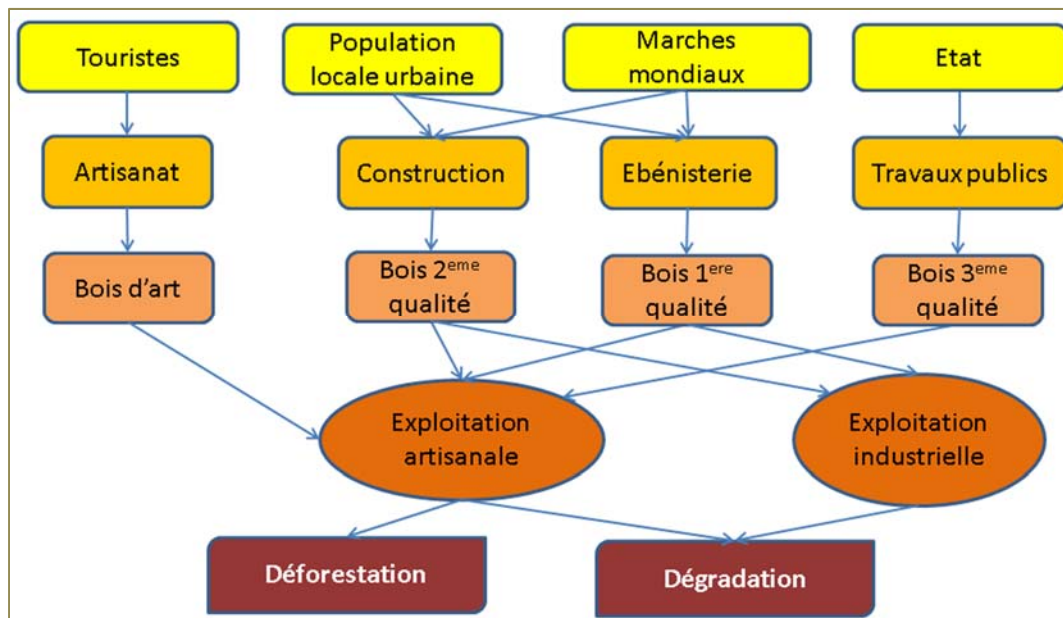 Touristes
Population
locale urbaine
Marches
mondiaux
Etat
Artisanat
Construction
Ebénisterie
Travaux publics
Bois d'art
Bois 2eme
qualité
Bois 1ere
qualité
Bois 3eme
qualité
Exploitation
artisanale
Exploitation
industrielle
Déforestation
Dégradation